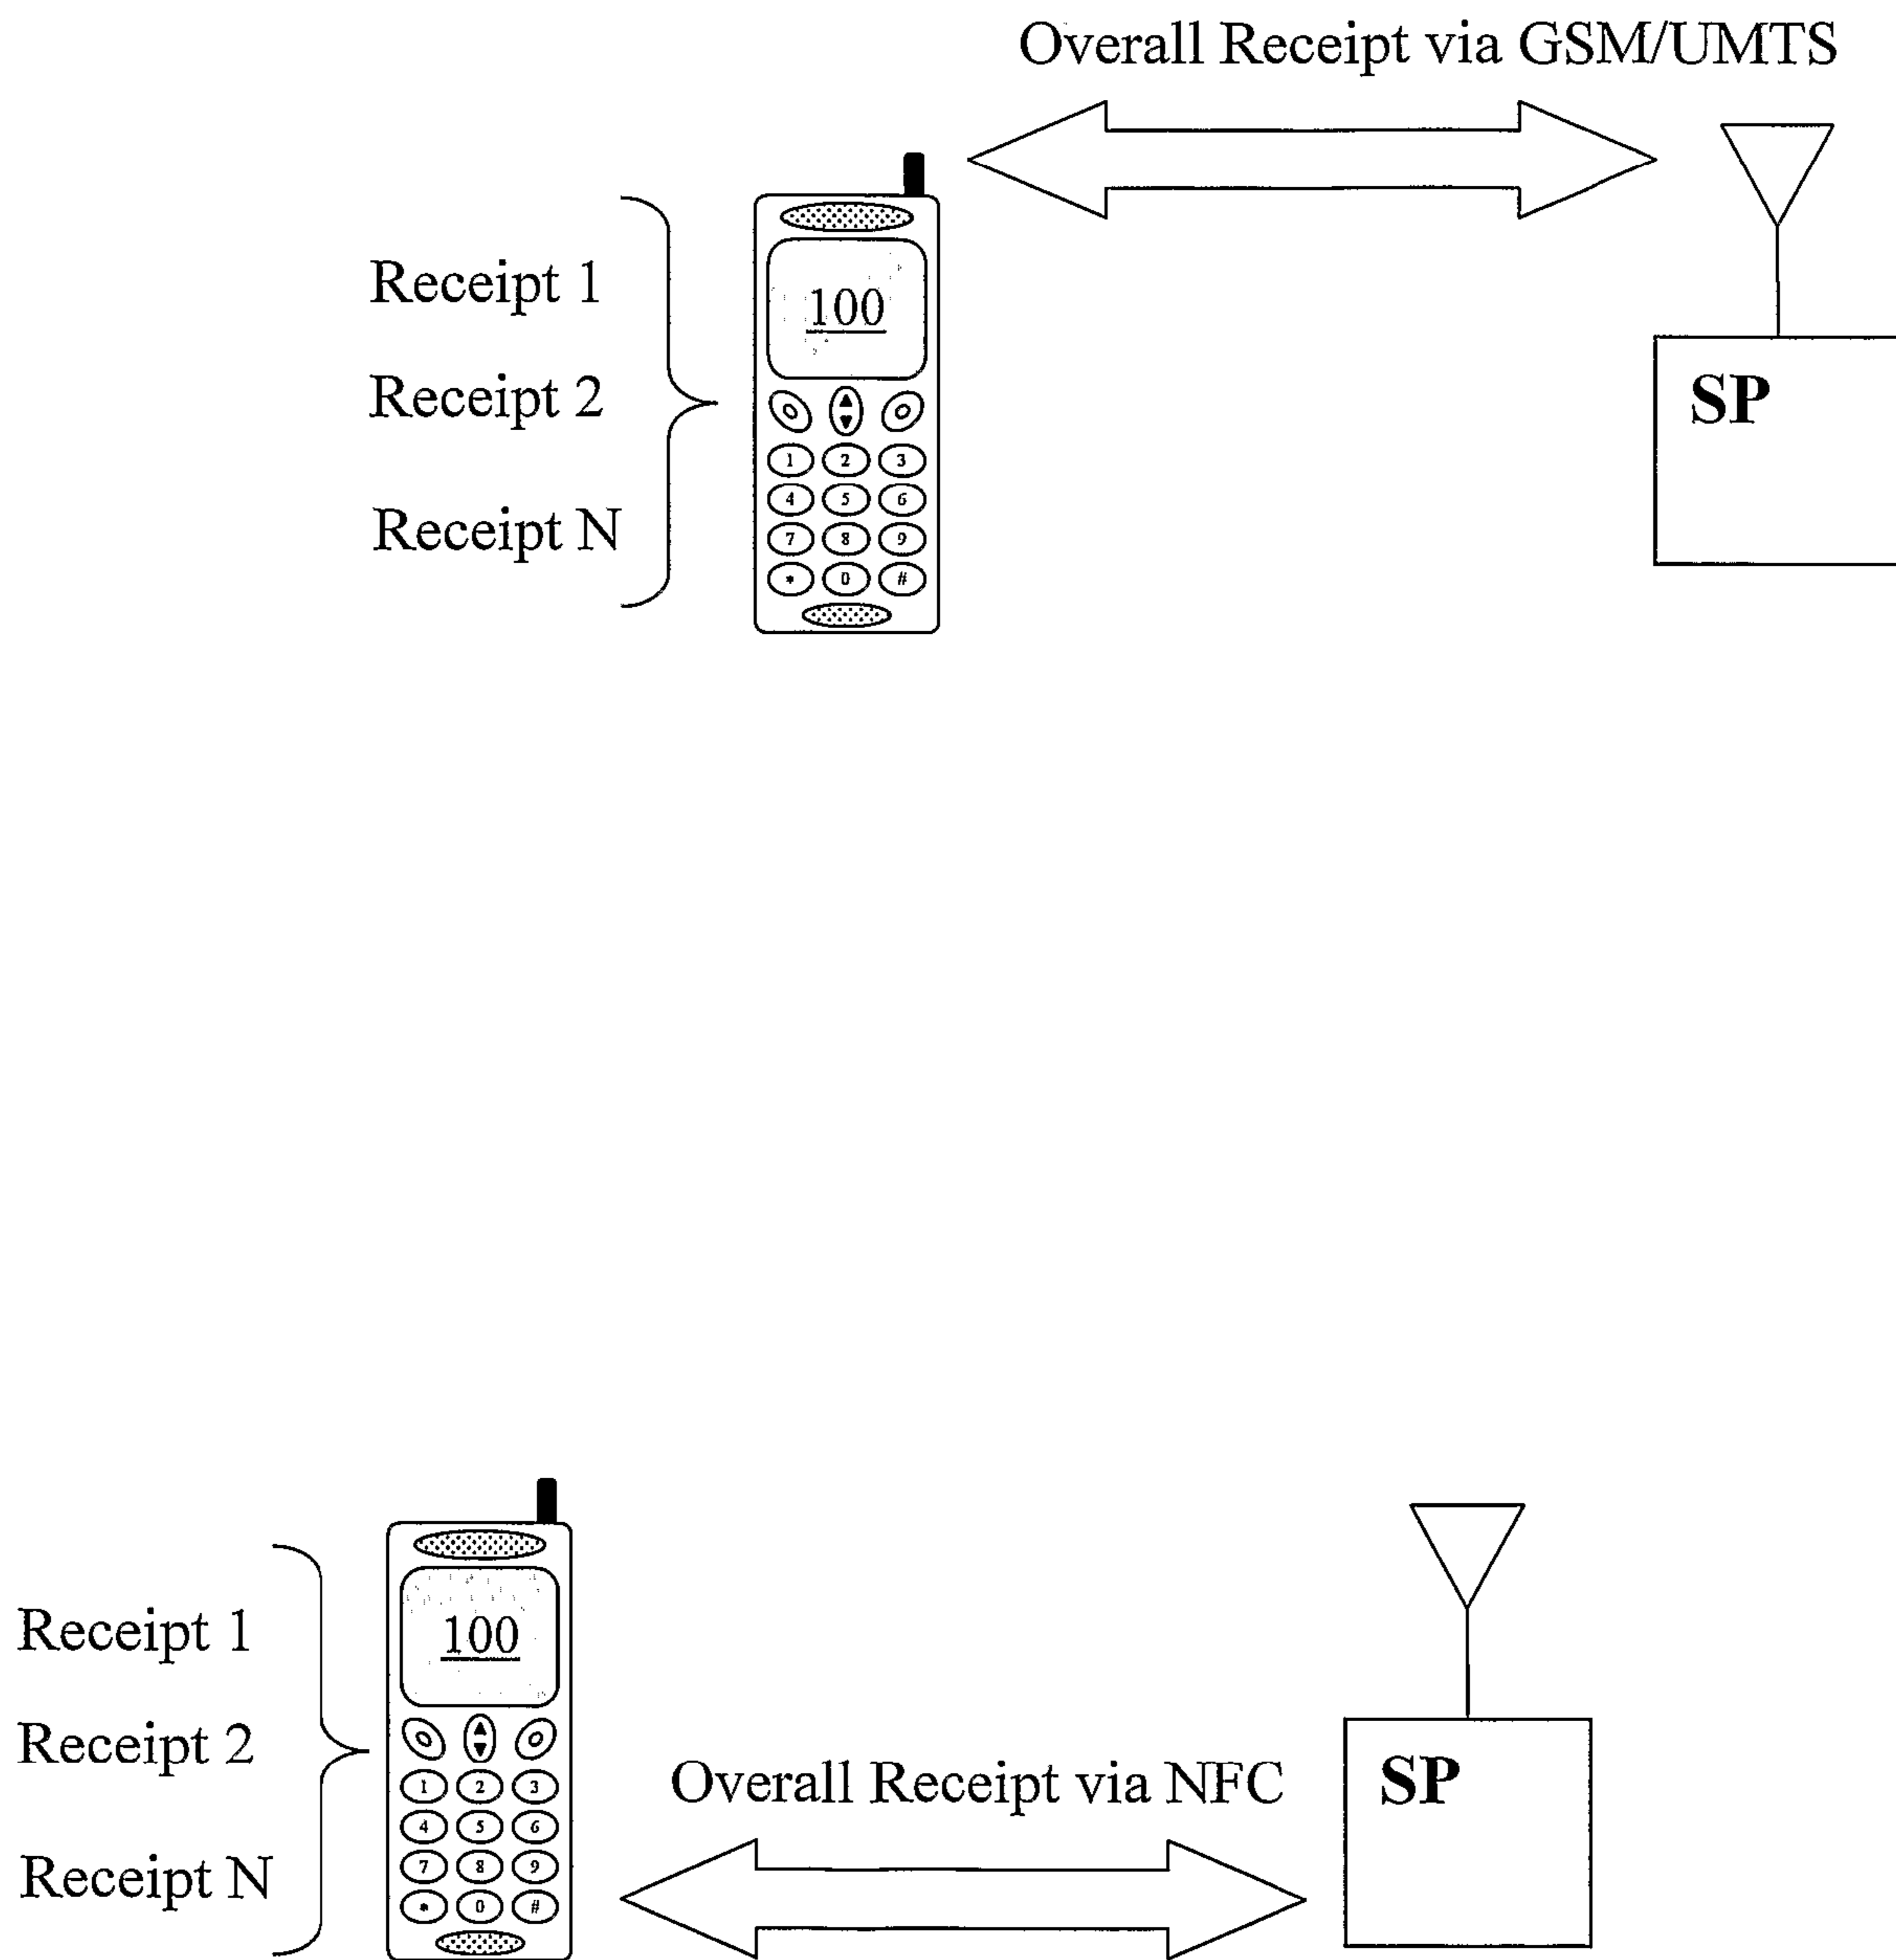 Overall Receipt via GSM/UMTS
Receipt 1
Receipt 2
Receipt N
100
1 2 3
4 5 6
7 8 9
* 0 #
SP
Receipt 1
Receipt 2
Receipt N
100
1 2 3
4 5 6
7 8 9
* 0 #
Overall Receipt via NFC
SP